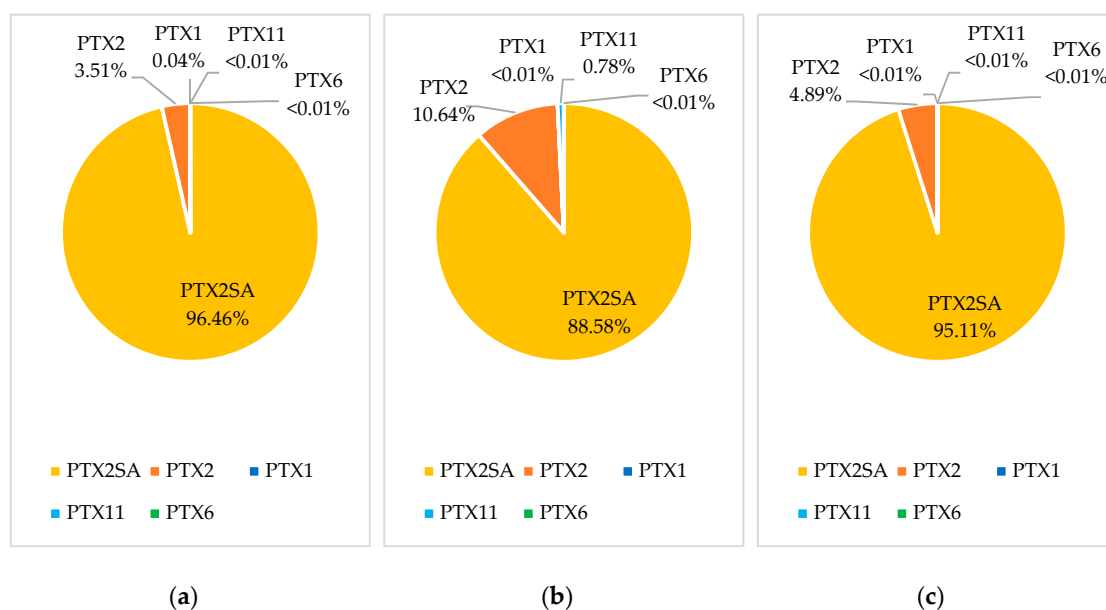 PTX2
3.51%
PTX1
0.04%
PTX11
<0.01%
PTX6
<0.01%
PTX2SA
96.46%
PTX2SA PTX2 PTX1
PTX11 PTX6
(a)
PTX2
10.64%
PTX1
<0.01%
PTX11
0.78%
PTX6
<0.01%
PTX2SA
88.58%
PTX2SA PTX2 PTX1
PTX11 PTX6
(b)
PTX2
4.89%
PTX1
<0.01%
PTX11
<0.01%
PTX6
<0.01%
PTX2SA
95.11%
PTX2SA PTX2 PTX1
PTX11 PTX6
(c)